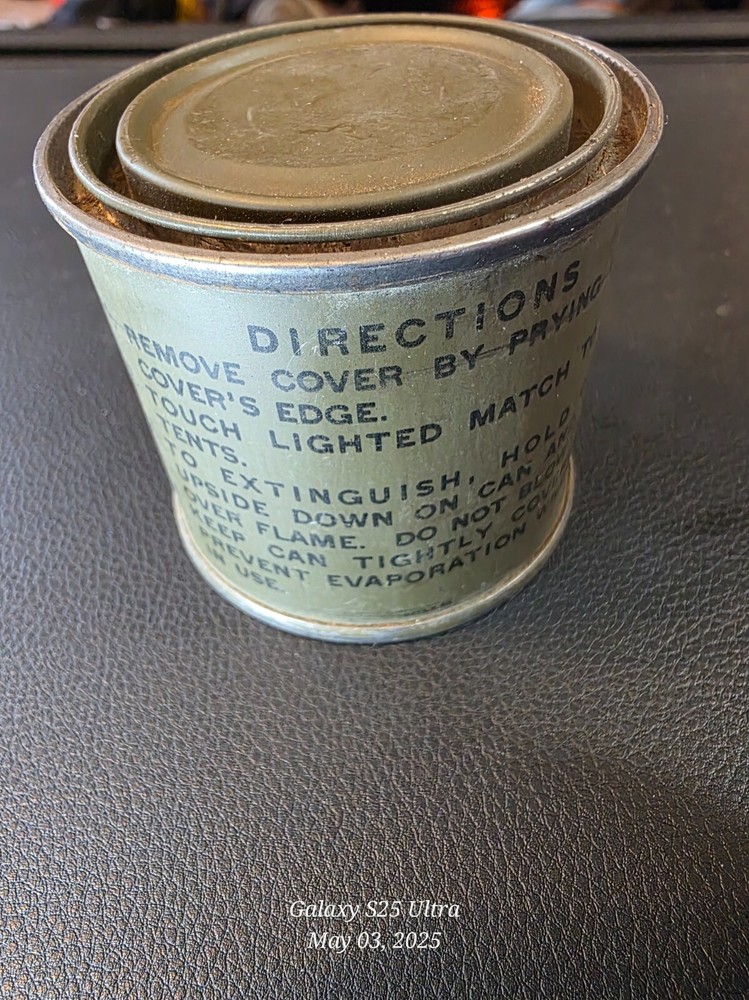 DIRECTIONS
REMOVE COVER BY PRYING
COVER'S EDGE.
TOUCH LIGHTED MATCH
TENTS.
TO EXTINGUISH, HOLD
UPSIDE DOWN ON CAN
OVER FLAME. DO NOT
KEEP CAN TIGHTLY
PREVENT EVAPORATION
IN USE.
Galaxy S25 Ultra
May 03, 2025